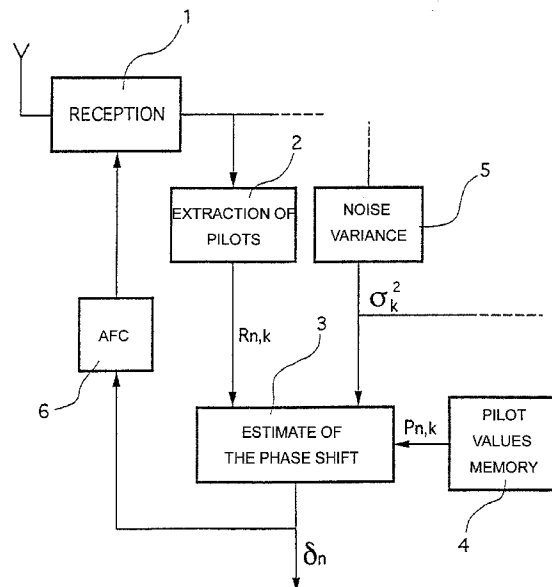 1
RECEPTION
2
5
EXTRACTION OF
PILOTS
NOISE
VARIANCE
σ²ₖ
Rn,k
3
AFC
6
ESTIMATE OF
THE PHASE SHIFT
Pn,k
PILOT
VALUES
MEMORY
4
δn